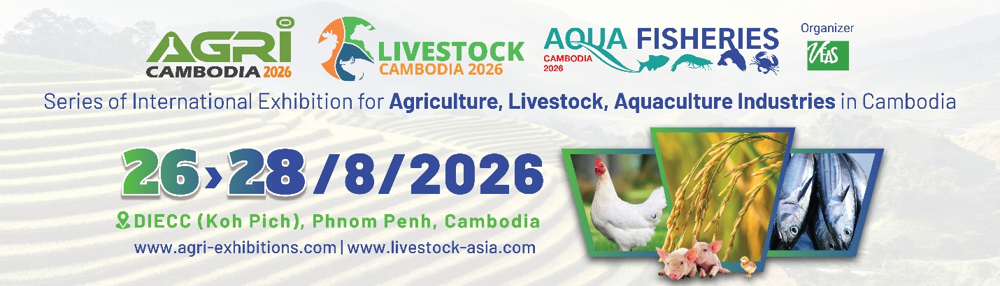 AGRI
CAMBODIA 2026
LIVESTOCK
CAMBODIA 2026
AQUA FISHERIES
CAMBODIA
2026
Organizer
VEAS
Series of International Exhibition for Agriculture, Livestock, Aquaculture Industries in Cambodia
26›28/8/2026
DIECC (Koh Pich), Phnom Penh, Cambodia
www.agri-exhibitions.com | www.livestock-asia.com